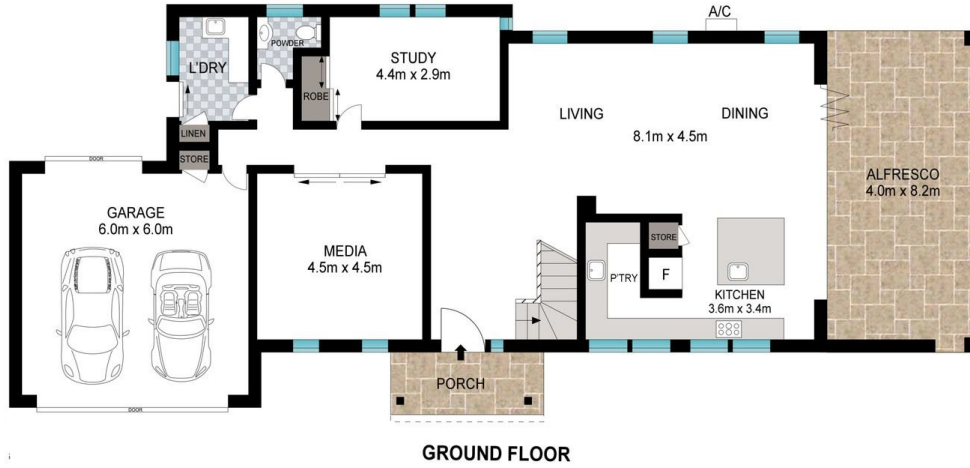 A/C
POWDER
STUDY
4.4m x 2.9m
L'DRY
ROBE
LINEN
STORE
LIVING
DINING
8.1m x 4.5m
DOOR
ALFRESCO
4.0m x 8.2m
GARAGE
6.0m x 6.0m
MEDIA
4.5m x 4.5m
STORE
P'TRY
F
KITCHEN
3.6m x 3.4m
PORCH
DOOR
GROUND FLOOR